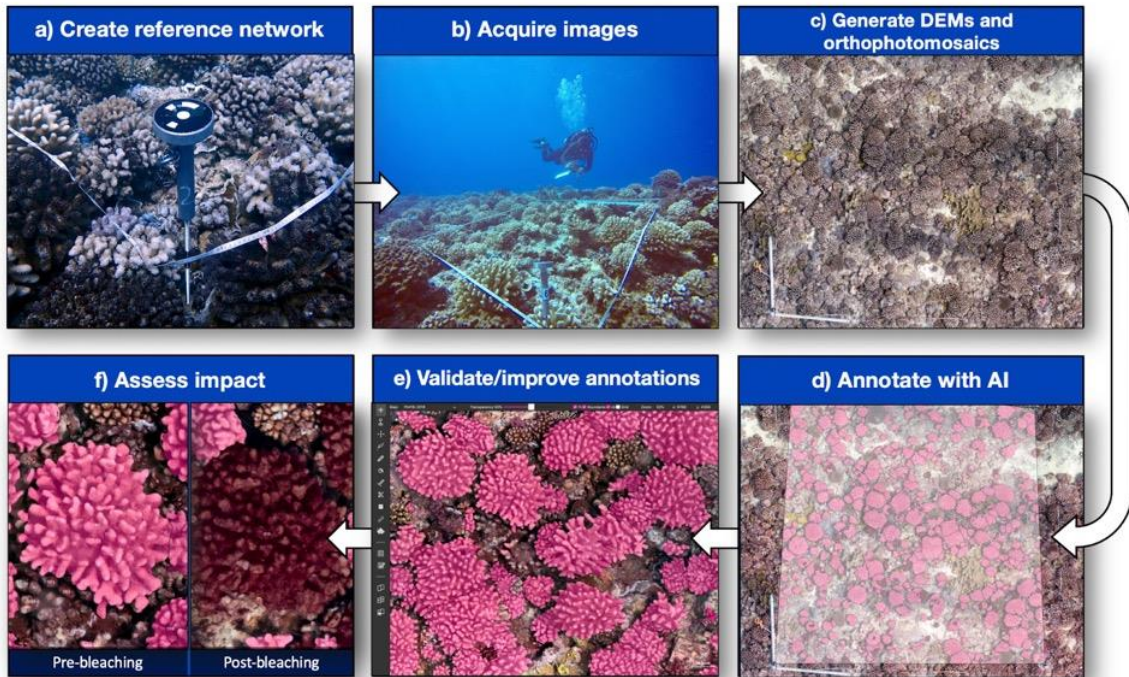 a) Create reference network
b) Acquire images
c) Generate DEMs and
orthophotomosaics
2
f) Assess impact
e) Validate/improve annotations
d) Annotate with AI
Pre-bleaching
Post-bleaching